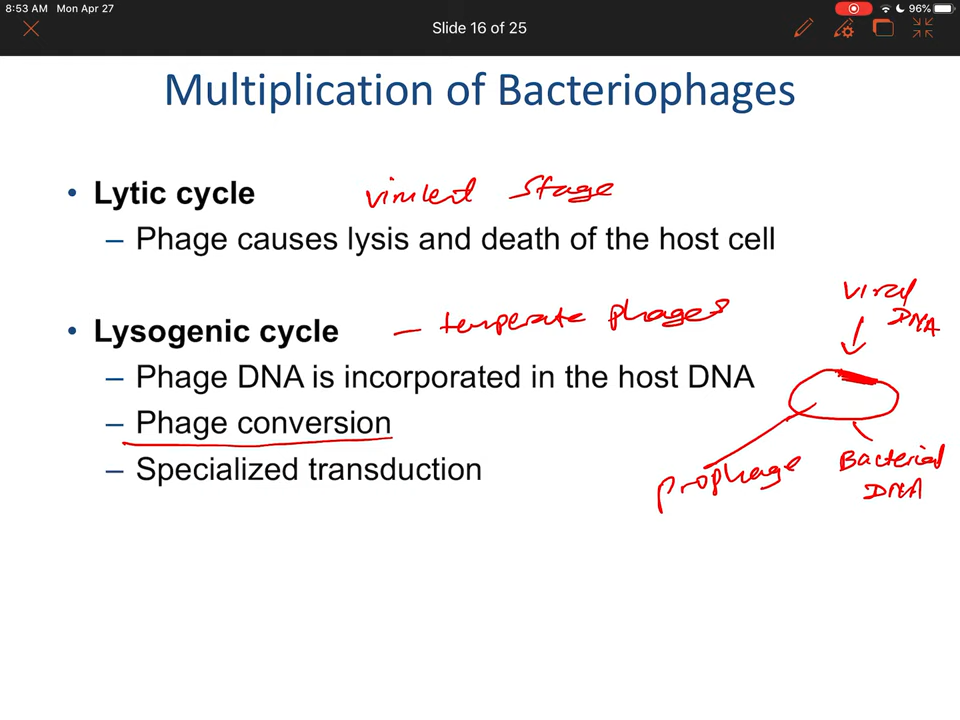 8:53 AM Mon Apr 27
96%
Slide 16 of 25
Multiplication of Bacteriophages
• Lytic cycle virulent stage
– Phage causes lysis and death of the host cell
• Lysogenic cycle – temperate phages
– Phage DNA is incorporated in the host DNA
– Phage conversion
– Specialized transduction
viral
DNA
prophage
Bacterial
DNA